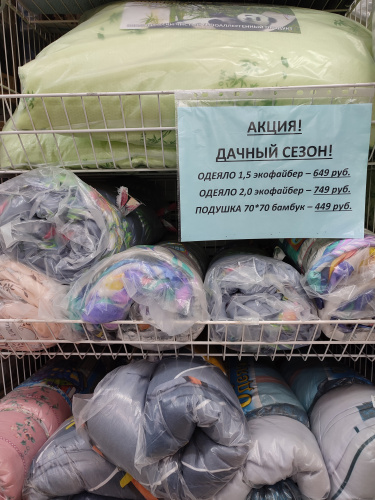 АКЦИЯ!
ДАЧНЫЙ СЕЗОН!
ОДЕЯЛО 1,5 экофайбер – 649 руб.
ОДЕЯЛО 2,0 экофайбер – 749 руб.
ПОДУШКА 70*70 бамбук – 449 руб.